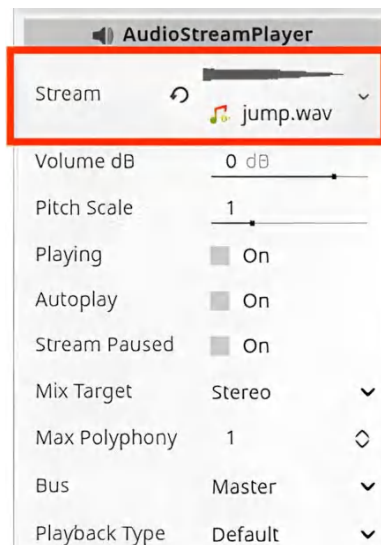 AudioStreamPlayer
Stream jump.wav
Volume dB 0 dB
Pitch Scale 1
Playing On
Autoplay On
Stream Paused On
Mix Target Stereo
Max Polyphony 1
Bus Master
Playback Type Default